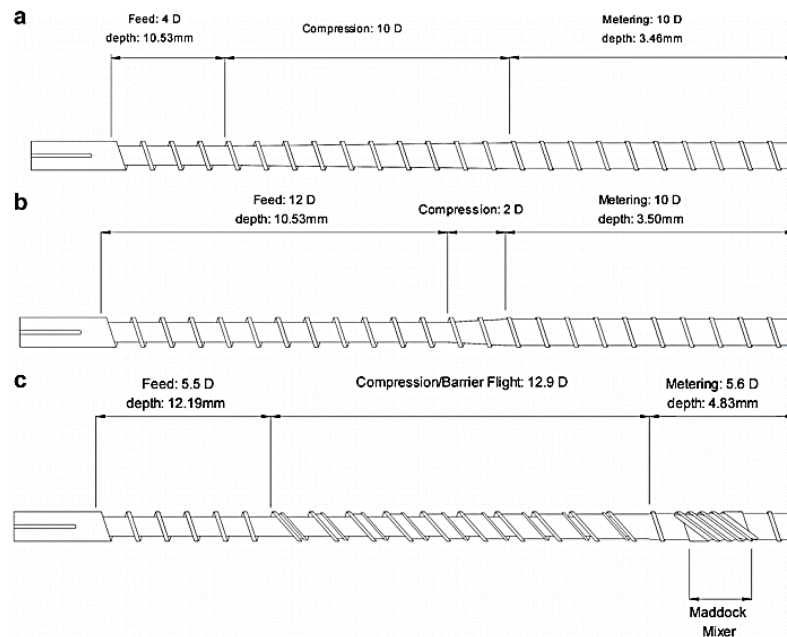 a
Feed: 4 D
depth: 10.53mm
Compression: 10 D
Metering: 10 D
depth: 3.46mm
b
Feed: 12 D
depth: 10.53mm
Compression: 2 D
Metering: 10 D
depth: 3.50mm
c
Feed: 5.5 D
depth: 12.19mm
Compression/Barrier Flight: 12.9 D
Metering: 5.6 D
depth: 4.83mm
Maddock
Mixer